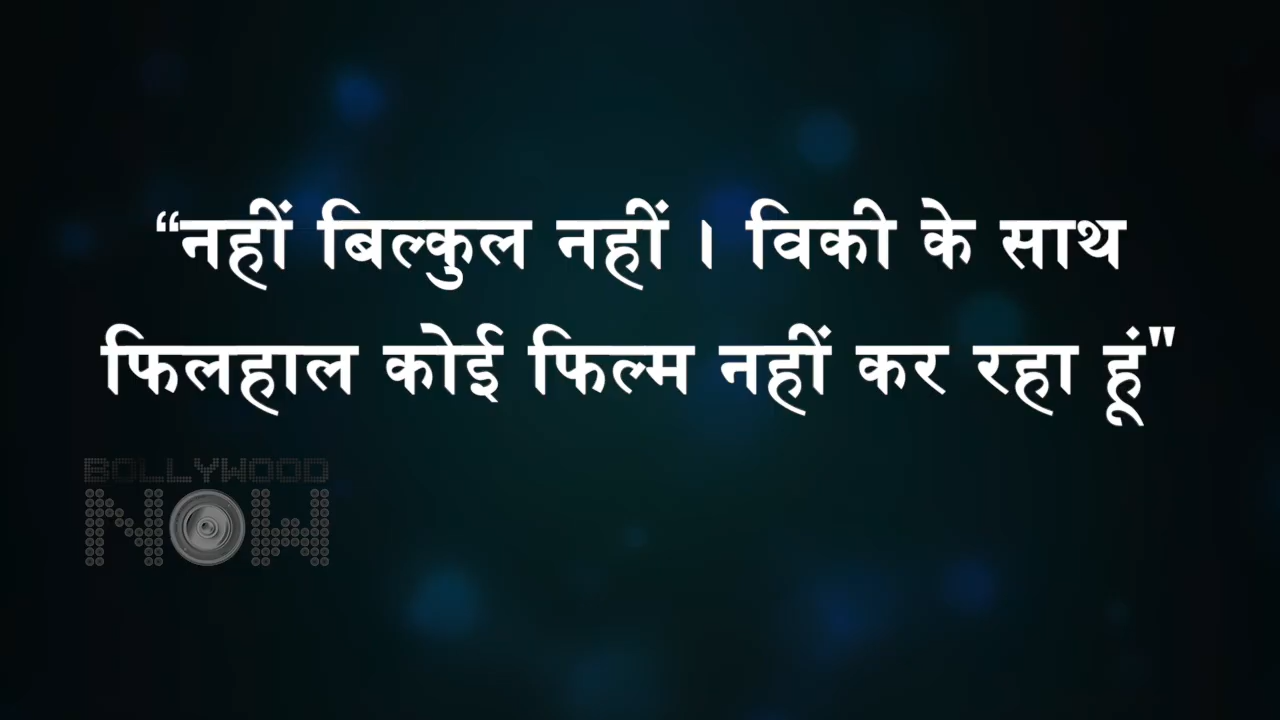 “नहीं बिल्कुल नहीं । विकी के साथ
फिलहाल कोई फिल्म नहीं कर रहा हूं"
BOLLYWOOD
NOW